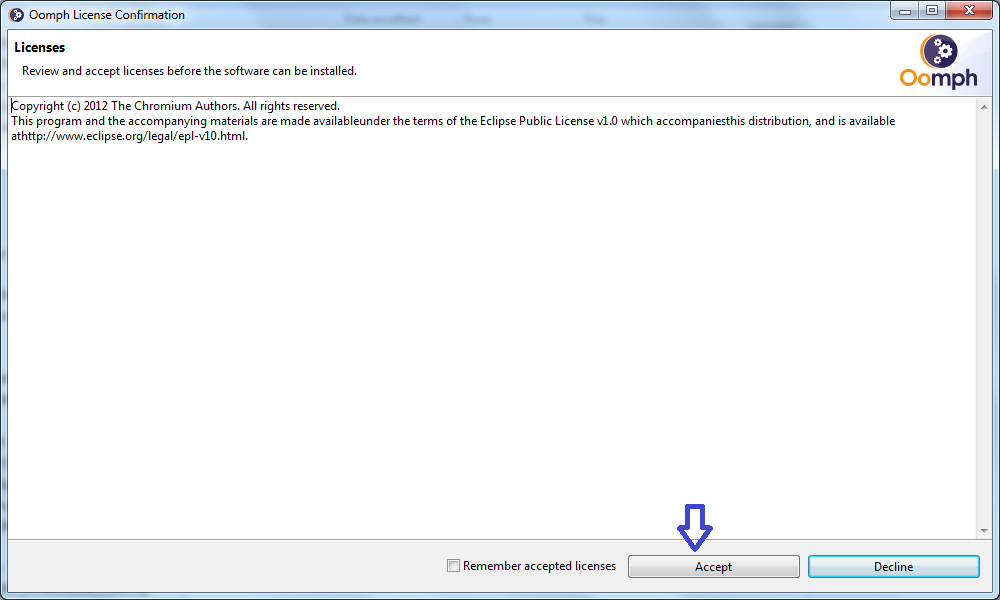 Oomph License Confirmation
Licenses
Review and accept licenses before the software can be installed.
Oomph
Copyright (c) 2012 The Chromium Authors. All rights reserved.
This program and the accompanying materials are made availableunder the terms of the Eclipse Public License v1.0 which accompaniesthis distribution, and is available
athttp://www.eclipse.org/legal/epl-v10.html.
Remember accepted licenses
Accept
Decline